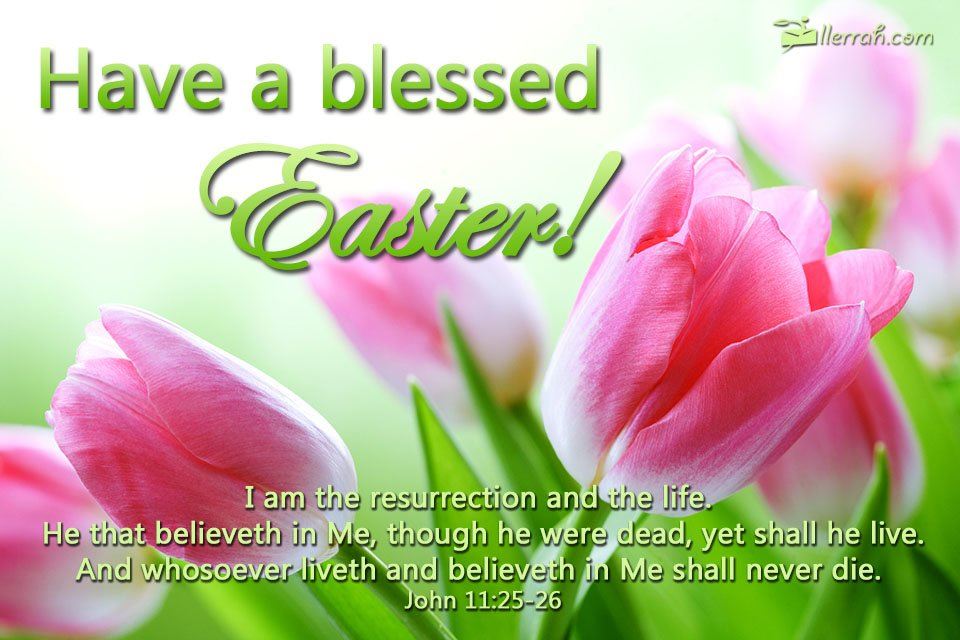 llerrah.com
Have a blessed
Easter!
I am the resurrection and the life.
He that believeth in Me, though he were dead, yet shall he live.
And whosoever liveth and believeth in Me shall never die.
John 11:25-26